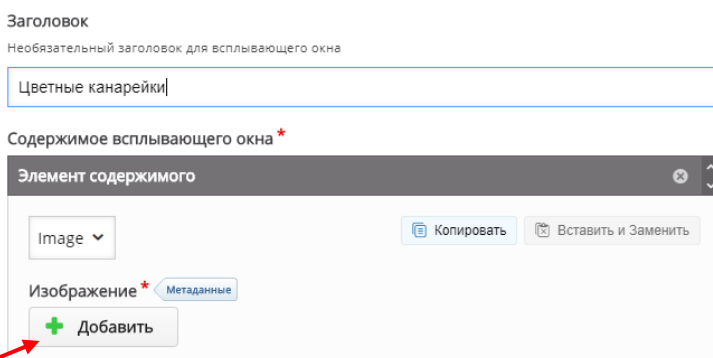 Заголовок
Необязательный заголовок для всплывающего окна
Цветные канарейки
Содержимое всплывающего окна *
Элемент содержимого
Image Копировать Вставить и Заменить
Изображение * Метаданные
Добавить